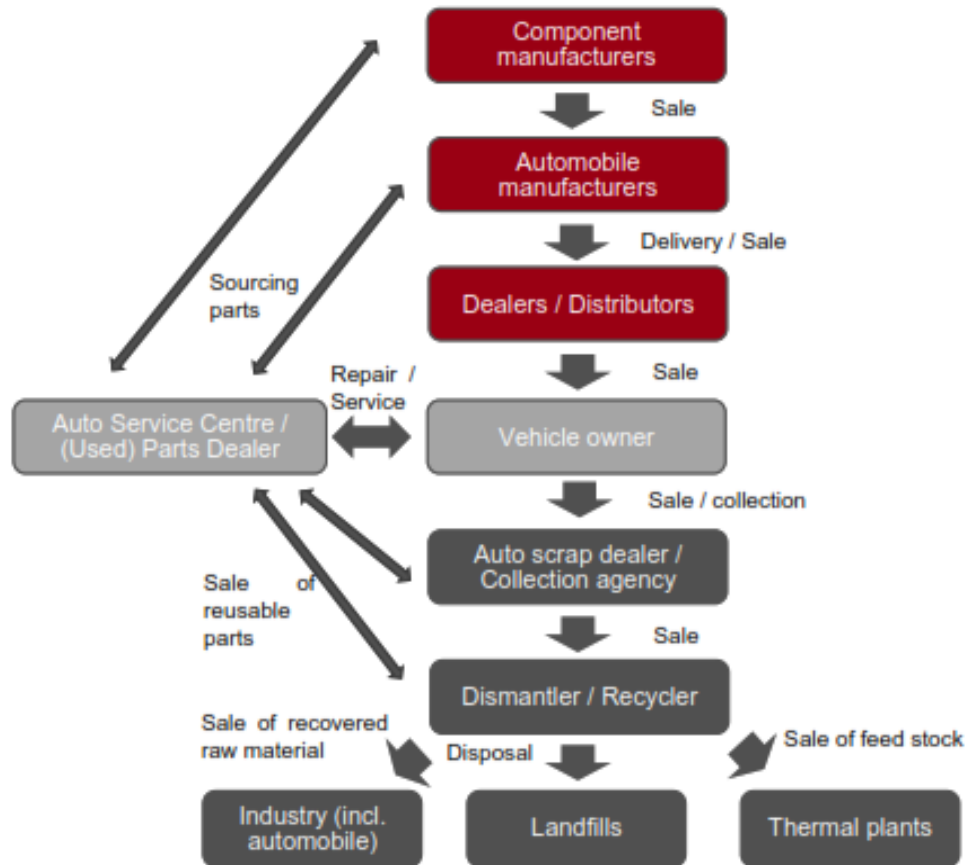 Component
manufacturers
Sale
Automobile
manufacturers
Delivery / Sale
Sourcing
parts
Dealers / Distributors
Sale
Repair /
Service
Auto Service Centre /
(Used) Parts Dealer
Vehicle owner
Sale / collection
Auto scrap dealer /
Collection agency
Sale of
reusable
parts
Sale
Dismantler / Recycler
Sale of recovered
raw material
Disposal
Sale of feed stock
Industry (incl.
automobile)
Landfills
Thermal plants